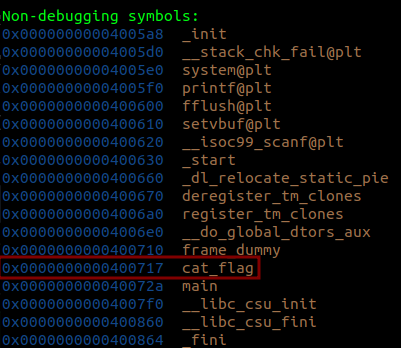 Non-debugging symbols:
0x00000000004005a8 _init
0x00000000004005d0 __stack_chk_fail@plt
0x00000000004005e0 system@plt
0x00000000004005f0 printf@plt
0x0000000000400600 fflush@plt
0x0000000000400610 setvbuf@plt
0x0000000000400620 __isoc99_scanf@plt
0x0000000000400630 _start
0x0000000000400660 _dl_relocate_static_pie
0x0000000000400670 deregister_tm_clones
0x00000000004006a0 register_tm_clones
0x00000000004006e0 __do_global_dtors_aux
0x0000000000400710 frame_dummy
0x0000000000400717 cat_flag
0x000000000040072a main
0x00000000004007f0 __libc_csu_init
0x0000000000400860 __libc_csu_fini
0x0000000000400864 _fini